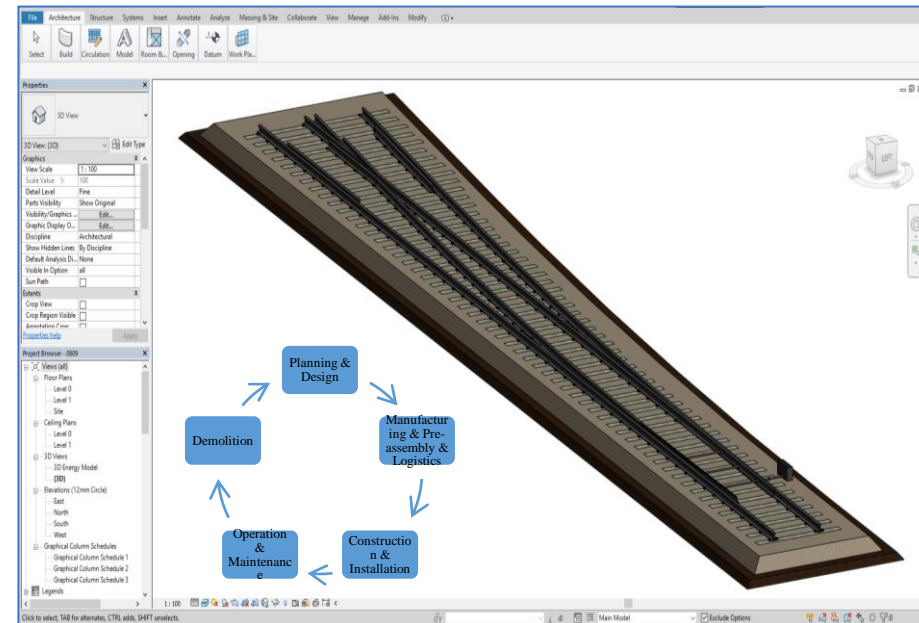 File Architecture Structure Systems Insert Annotate Analyze Massing & Site Collaborate View Manage Add-Ins Modify
Select Build Circulation Model Room &... Opening Datum Work Pla...
Properties
3D View
3D View: {3D} Edit Type
Graphics
View Scale 1 : 100
Scale Value 1: 100
Detail Level Fine
Parts Visibility Show Original
Visibility/Graphics ... Edit...
Graphic Display O... Edit...
Discipline Architectural
Show Hidden Lines By Discipline
Default Analysis Di... None
Visible In Option all
Sun Path
Extents
Crop View
Crop Region Visible
Annotation Crop
Properties help Apply
Project Browser - 0809
Views (all)
Floor Plans
Level 0
Level 1
Site
Ceiling Plans
Level 0
Level 1
3D Views
3D Energy Model
{3D}
Elevations (12mm Circle)
East
North
South
West
Graphical Column Schedules
Graphical Column Schedule 1
Graphical Column Schedule 2
Graphical Column Schedule 3
Legends
LEFT
Planning &
Design
Manufactur
ing & Pre-
assembly &
Logistics
Constructio
n &
Installation
Operation
&
Maintenanc
e
Demolition
1 : 100
Click to select, TAB for alternates, CTRL adds, SHIFT unselects. :0 Main Model Exclude Options :0